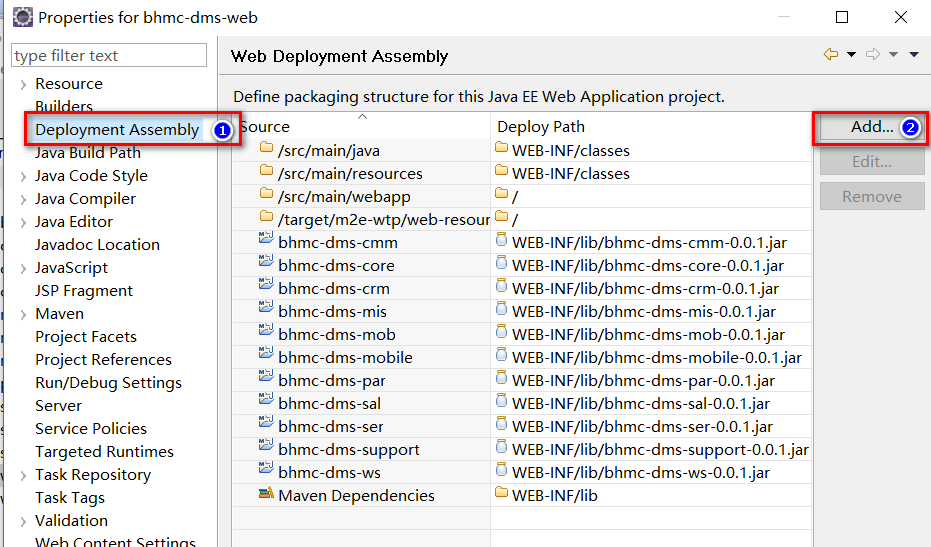 Properties for bhmc-dms-web
type filter text
Resource
Builders
Deployment Assembly
1
Java Build Path
Java Code Style
Java Compiler
Java Editor
Javadoc Location
JavaScript
JSP Fragment
Maven
Project Facets
Project References
Run/Debug Settings
Server
Service Policies
Targeted Runtimes
Task Repository
Task Tags
Validation
Web Content Settings
Web Deployment Assembly
Define packaging structure for this Java EE Web Application project.
Source Deploy Path
/src/main/java WEB-INF/classes
/src/main/resources WEB-INF/classes
/src/main/webapp /
/target/m2e-wtp/web-resour /
bhmc-dms-cmm WEB-INF/lib/bhmc-dms-cmm-0.0.1.jar
bhmc-dms-core WEB-INF/lib/bhmc-dms-core-0.0.1.jar
bhmc-dms-crm WEB-INF/lib/bhmc-dms-crm-0.0.1.jar
bhmc-dms-mis WEB-INF/lib/bhmc-dms-mis-0.0.1.jar
bhmc-dms-mob WEB-INF/lib/bhmc-dms-mob-0.0.1.jar
bhmc-dms-mobile WEB-INF/lib/bhmc-dms-mobile-0.0.1.jar
bhmc-dms-par WEB-INF/lib/bhmc-dms-par-0.0.1.jar
bhmc-dms-sal WEB-INF/lib/bhmc-dms-sal-0.0.1.jar
bhmc-dms-ser WEB-INF/lib/bhmc-dms-ser-0.0.1.jar
bhmc-dms-support WEB-INF/lib/bhmc-dms-support-0.0.1.jar
bhmc-dms-ws WEB-INF/lib/bhmc-dms-ws-0.0.1.jar
Maven Dependencies WEB-INF/lib
Add... 2
Edit...
Remove